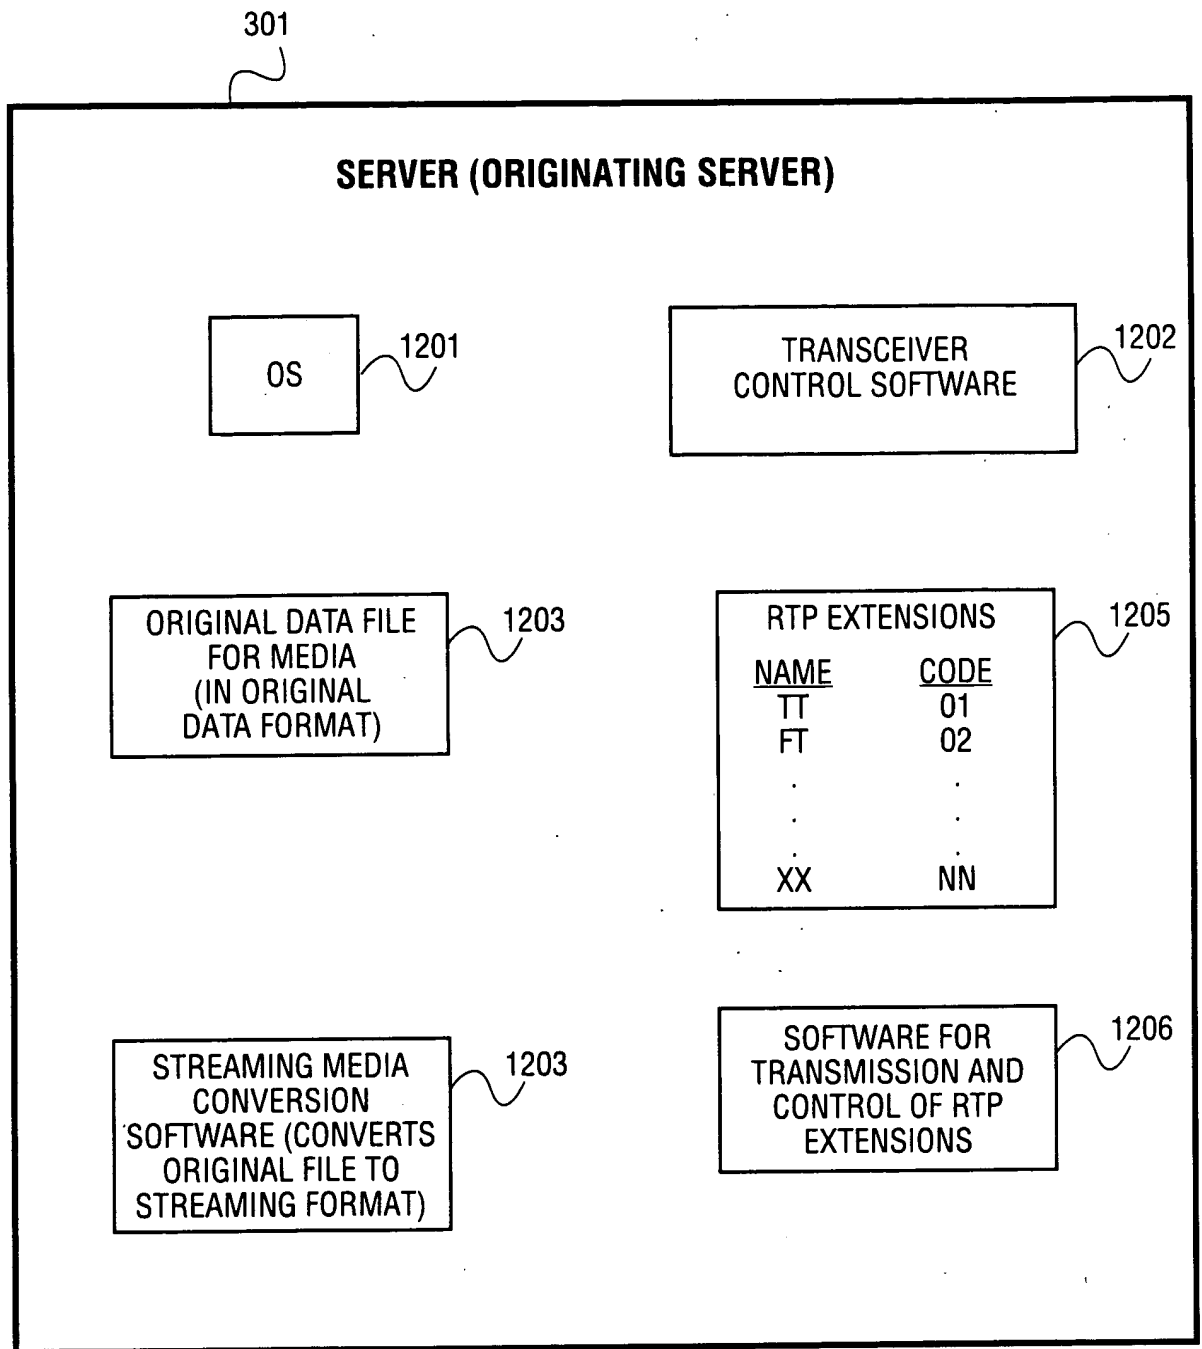 301
SERVER (ORIGINATING SERVER)
OS
1201
TRANSCEIVER
CONTROL SOFTWARE
1202
ORIGINAL DATA FILE
FOR MEDIA
(IN ORIGINAL
DATA FORMAT)
1203
RTP EXTENSIONS
NAME CODE
TT 01
FT 02
. .
. .
. .
XX NN
1205
STREAMING MEDIA
CONVERSION
SOFTWARE (CONVERTS
ORIGINAL FILE TO
STREAMING FORMAT)
1203
SOFTWARE FOR
TRANSMISSION AND
CONTROL OF RTP
EXTENSIONS
1206